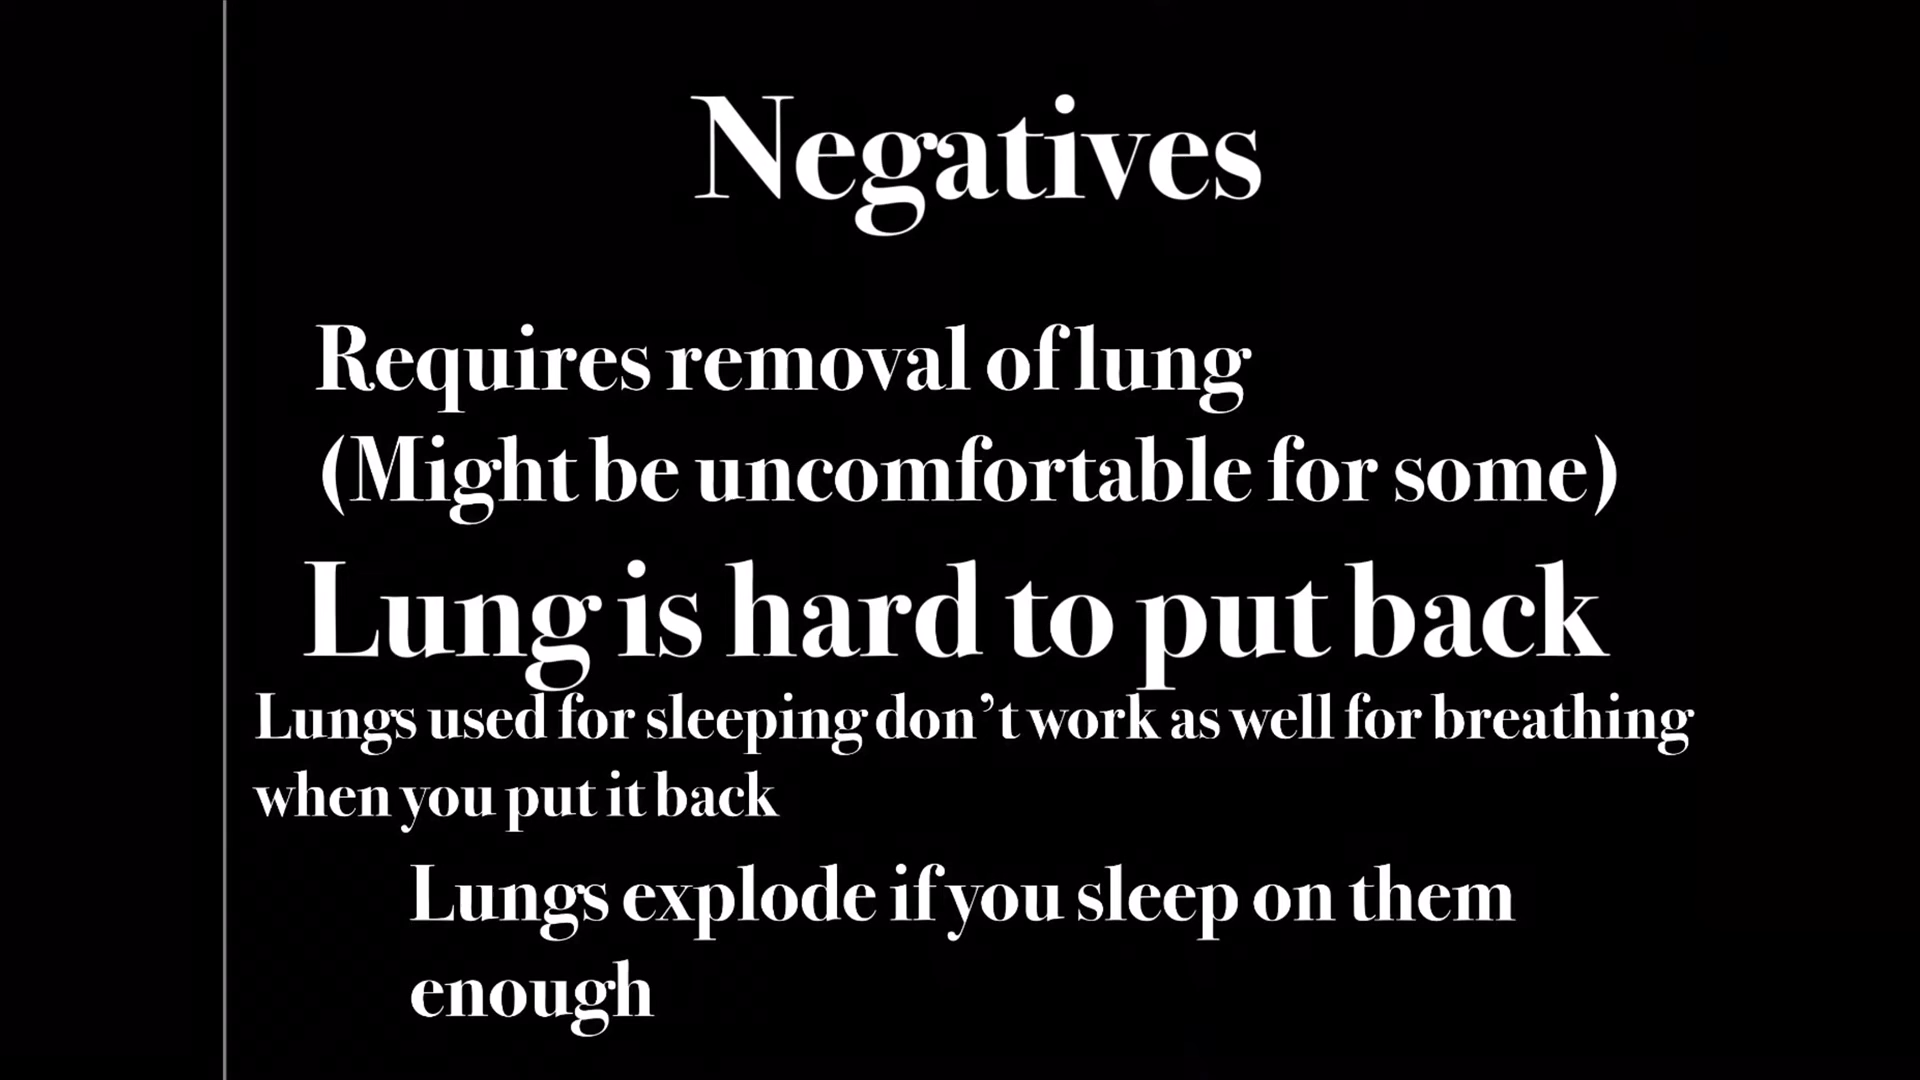 Negatives
Requires removal of lung
(Might be uncomfortable for some)
Lung is hard to put back
Lungs used for sleeping don’t work as well for breathing
when you put it back
Lungs explode if you sleep on them
enough